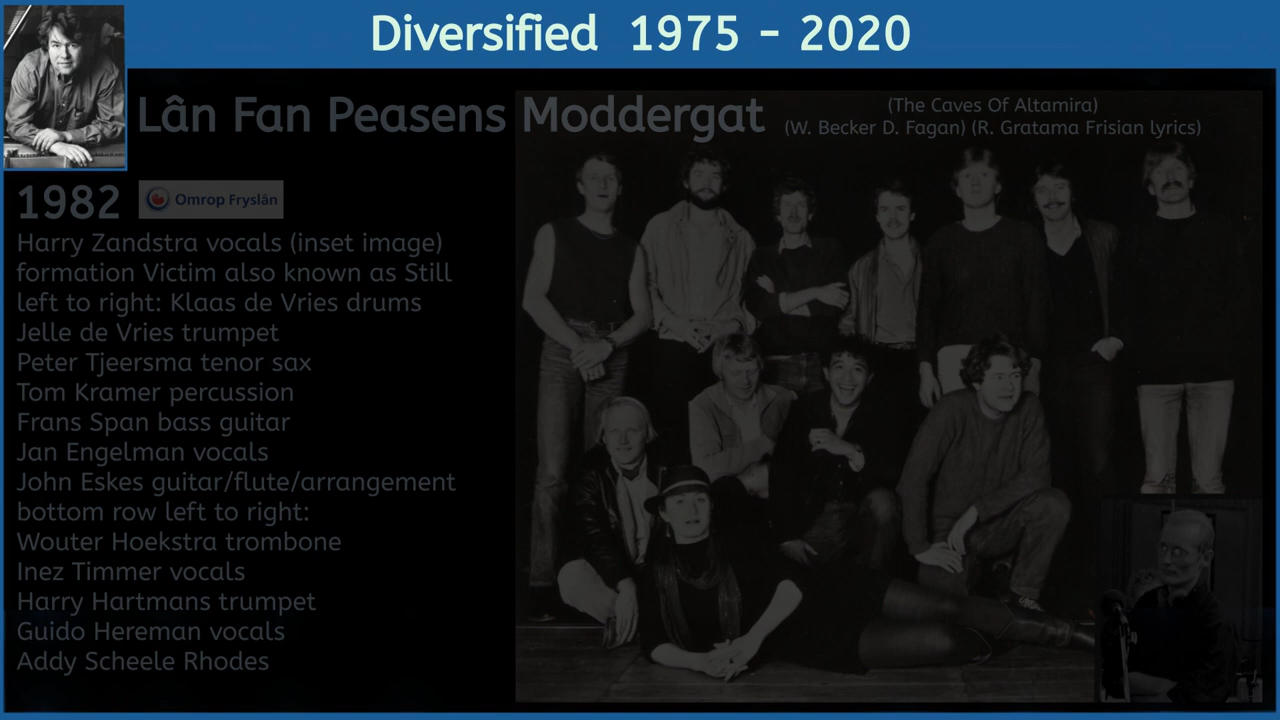 Diversified 1975 - 2020
Lân Fan Peasens Moddergat
(The Caves Of Altamira)
(W. Becker D. Fagan) (R. Gratama Frisian lyrics)
1982
Omrop Fryslân
Harry Zandstra vocals (inset image)
formation Victim also known as Still
left to right: Klaas de Vries drums
Jelle de Vries trumpet
Peter Tjeersma tenor sax
Tom Kramer percussion
Frans Span bass guitar
Jan Engelman vocals
John Eskes guitar/flute/arrangement
bottom row left to right:
Wouter Hoekstra trombone
Inez Timmer vocals
Harry Hartmans trumpet
Guido Hereman vocals
Addy Scheele Rhodes